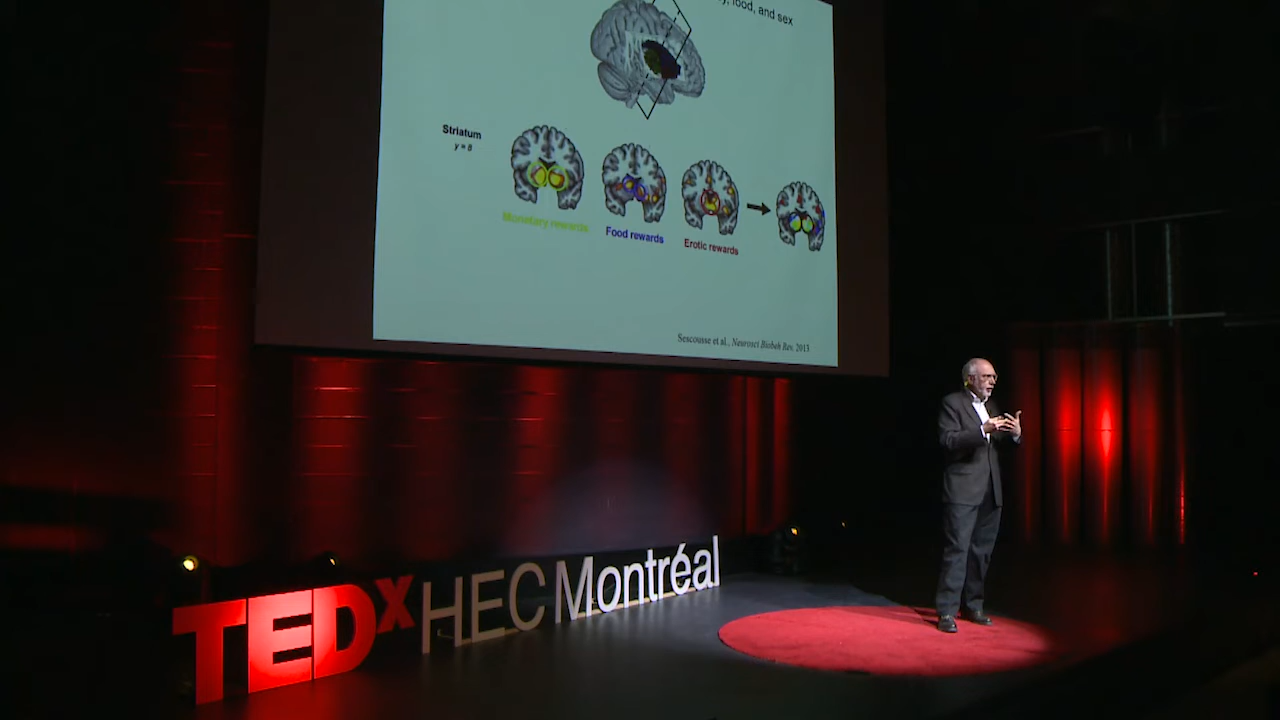 food, and sex
Striatum
y = 8
Monetary rewards
Food rewards
Erotic rewards
Sescousse et al., Neurosci Biobeh Rev, 2013
TEDx HEC Montréal